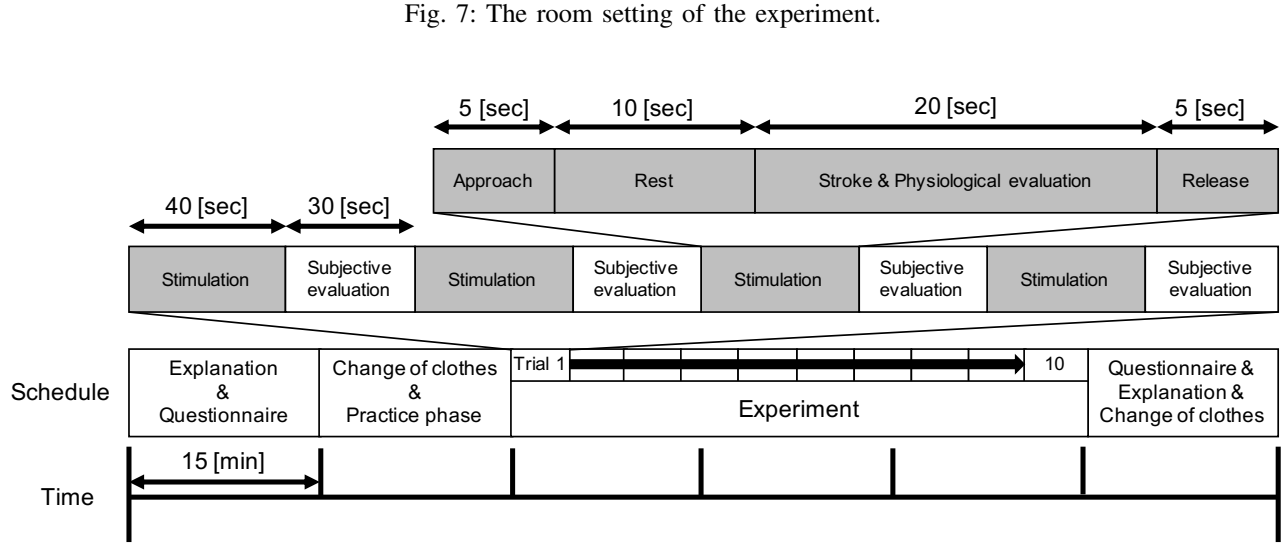 Fig. 7: The room setting of the experiment.
5 [sec] 10 [sec] 20 [sec] 5 [sec]
Approach Rest Stroke & Physiological evaluation Release
40 [sec] 30 [sec]
Stimulation Subjective evaluation Stimulation Subjective evaluation Stimulation Subjective evaluation Stimulation Subjective evaluation
Schedule
Explanation
&
Questionnaire
Change of clothes
&
Practice phase
Trial 1 10
Experiment
Questionnaire &
Explanation &
Change of clothes
15 [min]
Time